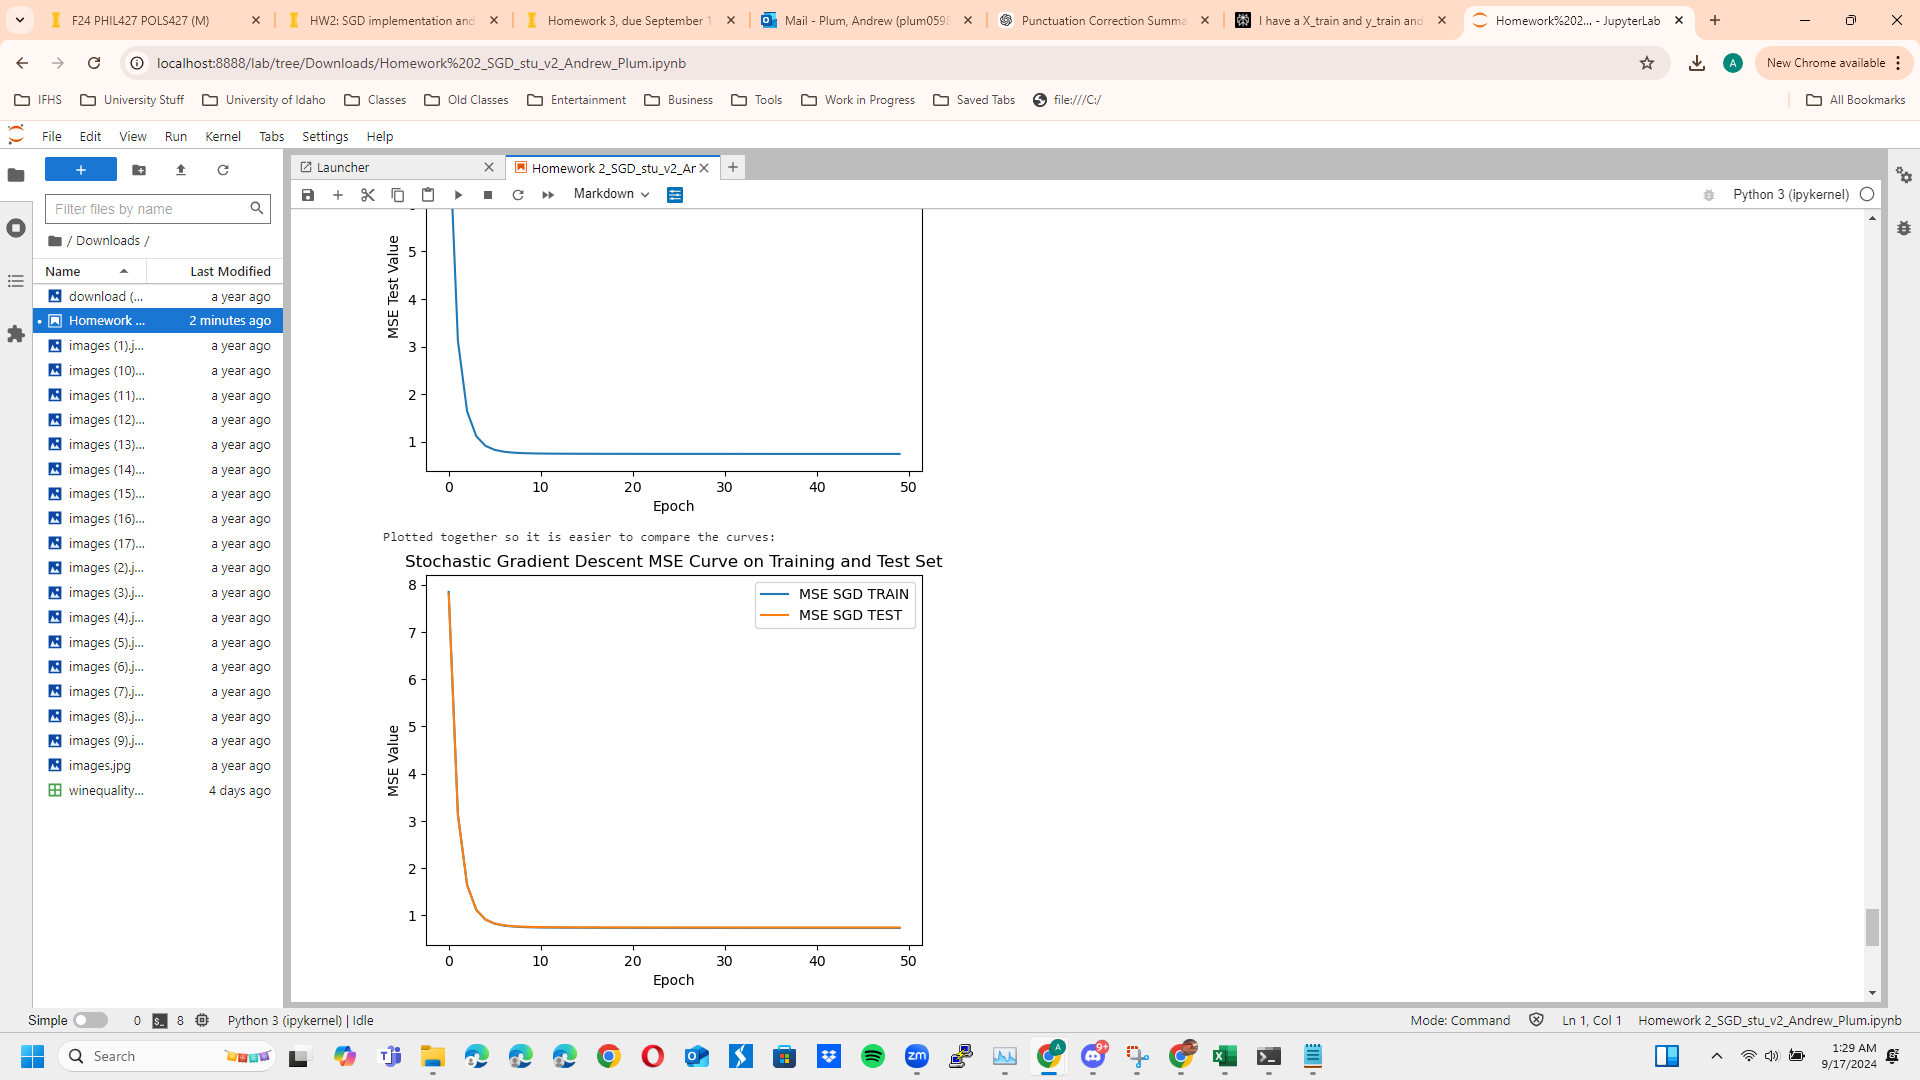 F24 PHIL427 POLS427 (M)
HW2: SGD implementation and
Homework 3, due September 1
Mail - Plum, Andrew (plum0598
Punctuation Correction Summa
I have a X_train and y_train and
Homework%202... - JupyterLab
localhost:8888/lab/tree/Downloads/Homework%202_SGD_stu_v2_Andrew_Plum.ipynb
A
New Chrome available
IFHS
University Stuff
University of Idaho
Classes
Old Classes
Entertainment
Business
Tools
Work in Progress
Saved Tabs
file:///C:/
All Bookmarks
File Edit View Run Kernel Tabs Settings Help
Launcher
Homework 2_SGD_stu_v2_Ar
Markdown
Python 3 (ipykernel)
Filter files by name
/ Downloads /
Name Last Modified
download (... a year ago
Homework ... 2 minutes ago
images (1).j... a year ago
images (10)... a year ago
images (11)... a year ago
images (12)... a year ago
images (13)... a year ago
images (14)... a year ago
images (15)... a year ago
images (16)... a year ago
images (17)... a year ago
images (2).j... a year ago
images (3).j... a year ago
images (4).j... a year ago
images (5).j... a year ago
images (6).j... a year ago
images (7).j... a year ago
images (8).j... a year ago
images (9).j... a year ago
images.jpg a year ago
winequality... 4 days ago
MSE Test Value
5
4
3
2
1
0 10 20 30 40 50
Epoch
Plotted together so it is easier to compare the curves:
Stochastic Gradient Descent MSE Curve on Training and Test Set
MSE SGD TRAIN
MSE SGD TEST
MSE Value
8
7
6
5
4
3
2
1
0 10 20 30 40 50
Epoch
Simple 0 8 Python 3 (ipykernel) | Idle
Mode: Command Ln 1, Col 1 Homework 2_SGD_stu_v2_Andrew_Plum.ipynb
Search
zm
A
9+
1:29 AM
9/17/2024